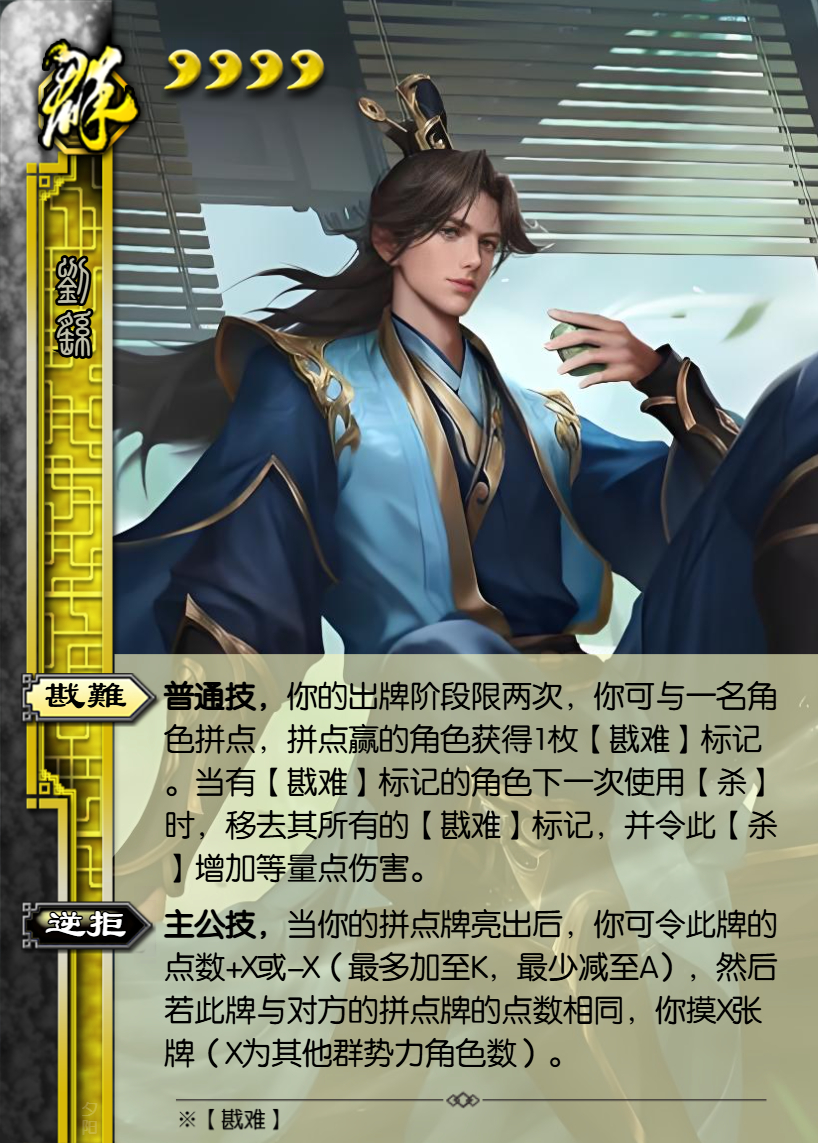 群
劉繇
戡難
普通技，你的出牌阶段限两次，你可与一名角
色拼点，拼点赢的角色获得1枚【戡难】标记
。当有【戡难】标记的角色下一次使用【杀】
时，移去其所有的【戡难】标记，并令此【杀
】增加等量点伤害。
逆拒
主公技，当你的拼点牌亮出后，你可令此牌的
点数+X或-X（最多加至K，最少减至A），然后
若此牌与对方的拼点牌的点数相同，你摸X张
牌（X为其他群势力角色数）。
※【戡难】